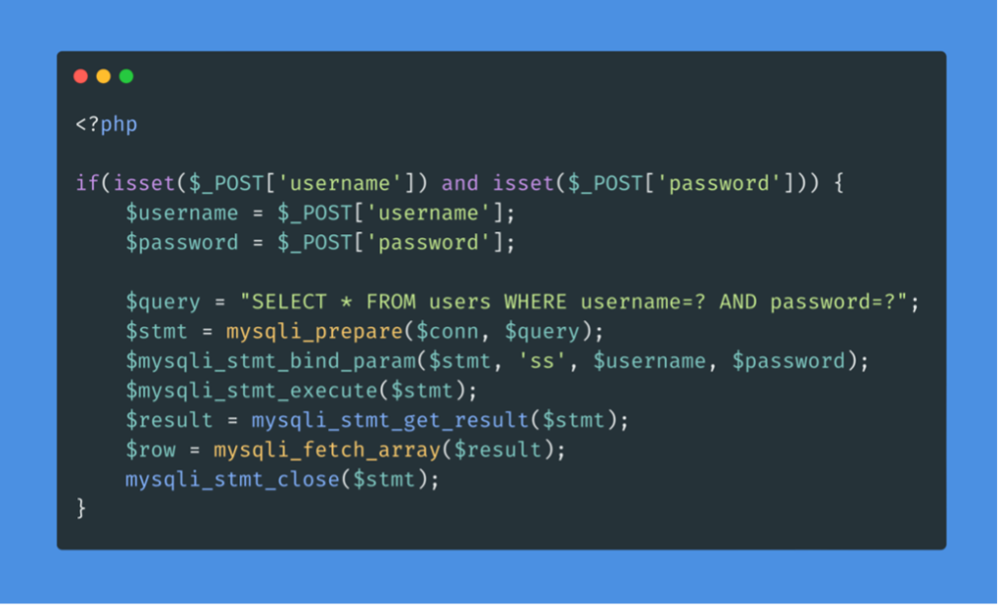 <?php
if(isset($_POST['username']) and isset($_POST['password'])) {
$username = $_POST['username'];
$password = $_POST['password'];
$query = "SELECT * FROM users WHERE username=? AND password=?";
$stmt = mysqli_prepare($conn, $query);
$mysqli_stmt_bind_param($stmt, 'ss', $username, $password);
$mysqli_stmt_execute($stmt);
$result = mysqli_stmt_get_result($stmt);
$row = mysqli_fetch_array($result);
mysqli_stmt_close($stmt);
}